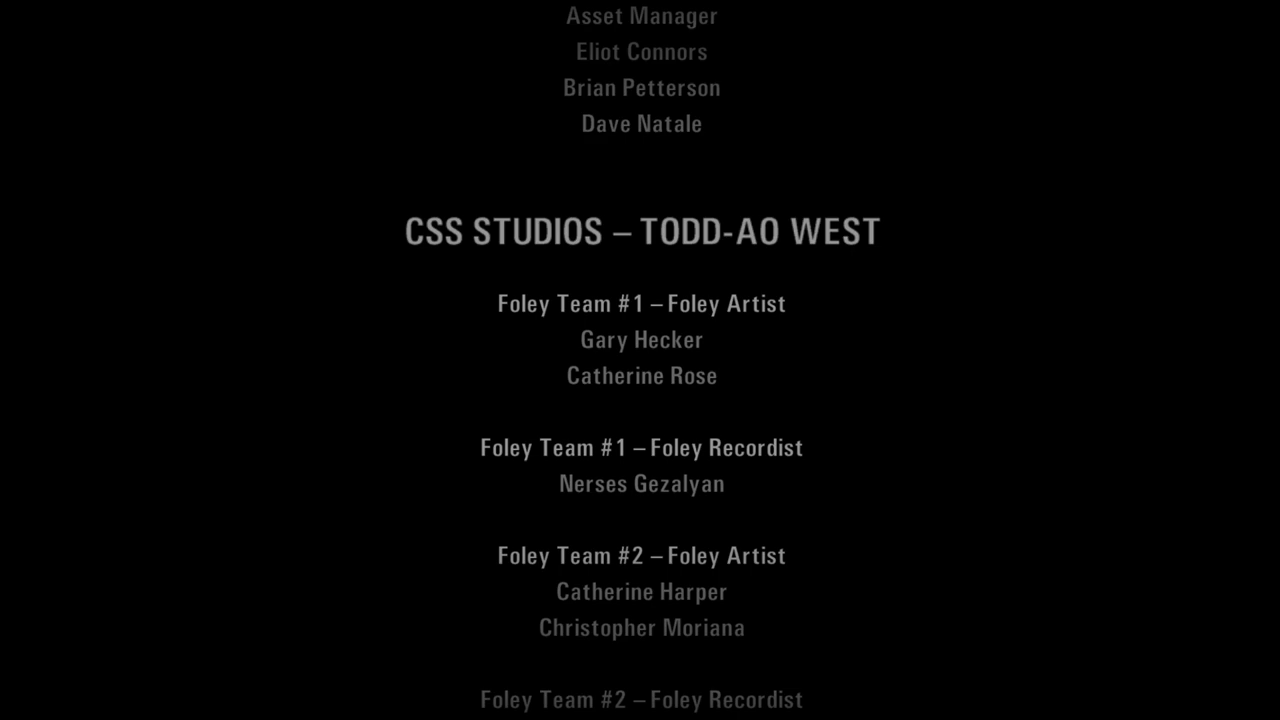 Asset Manager
Eliot Connors
Brian Petterson
Dave Natale
CSS STUDIOS – TODD-AO WEST
Foley Team #1 – Foley Artist
Gary Hecker
Catherine Rose
Foley Team #1 – Foley Recordist
Nerses Gezalyan
Foley Team #2 – Foley Artist
Catherine Harper
Christopher Moriana
Foley Team #2 – Foley Recordist